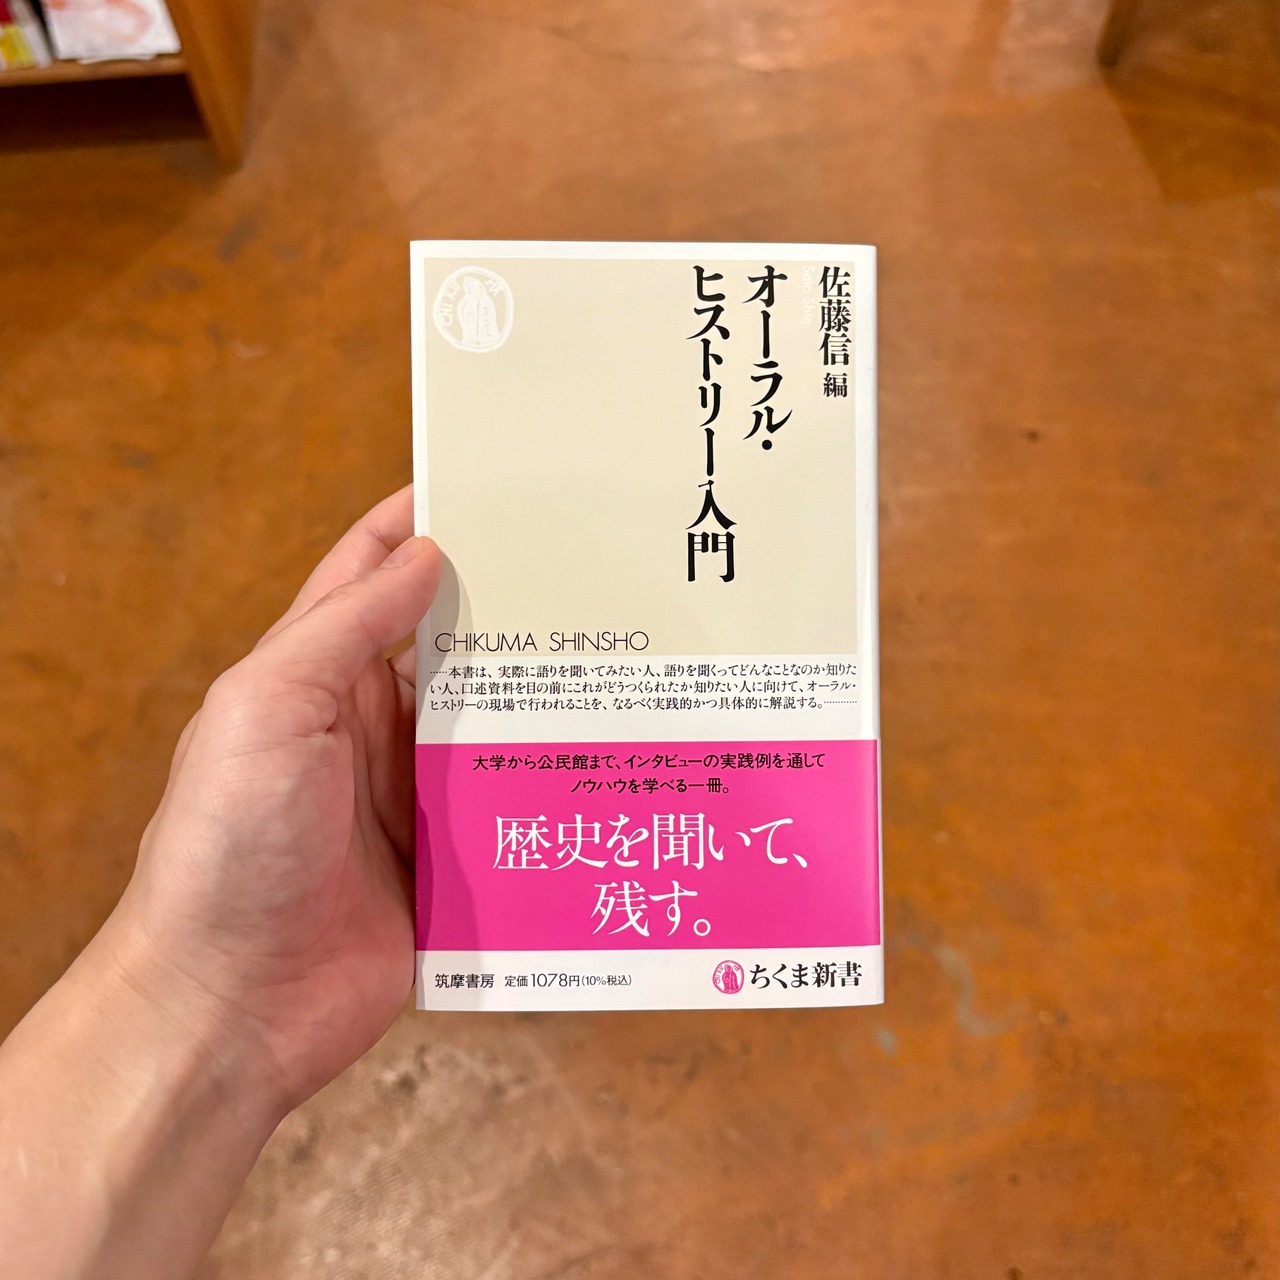 佐藤信 編
Sato Shin
オーラル・
ヒストリー入門
CHIKUMA SHINSHO
……本書は、実際に語りを聞いてみたい人、語りを聞くってどんなことなのか知りた
い人、口述資料を目の前にこれがどうつくられたか知りたい人に向けて、オーラル・
ヒストリーの現場で行われることを、なるべく実践的かつ具体的に解説する。…………
大学から公民館まで、インタビューの実践例を通して
ノウハウを学べる一冊。
歴史を聞いて、
残す。
筑摩書房 定価1078円(10%税込)
ちくま新書